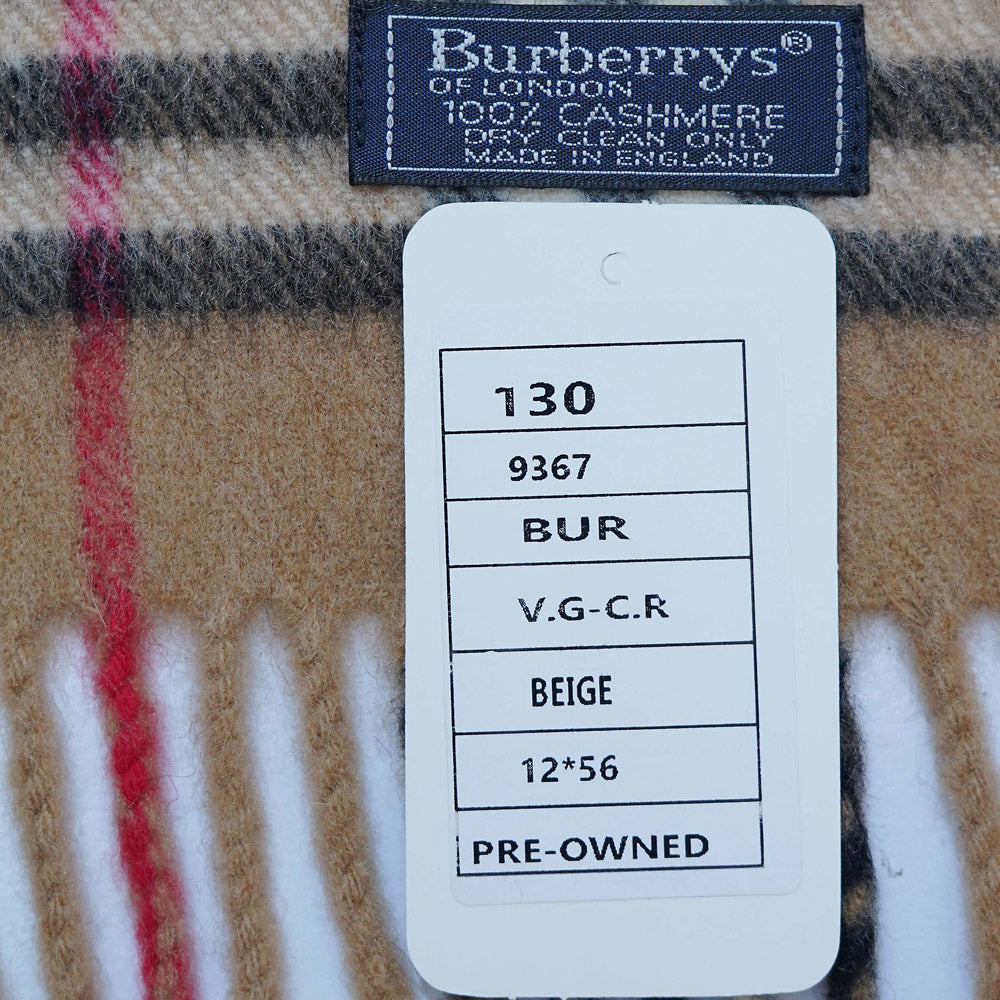 Burberrys®
OF LONDON
100% CASHMERE
DRY CLEAN ONLY
MADE IN ENGLAND
130
9367
BUR
V.G-C.R
BEIGE
12*56
PRE-OWNED